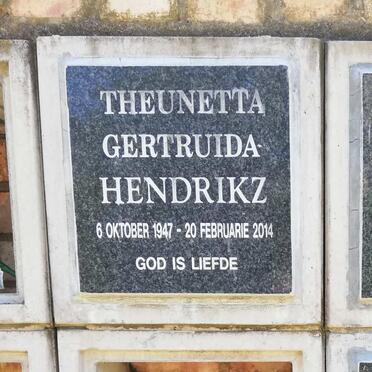 THEUNETTA
GERTRUIDA
HENDRIKZ
6 OKTOBER 1947 - 20 FEBRUARIE 2014
GOD IS LIEFDE